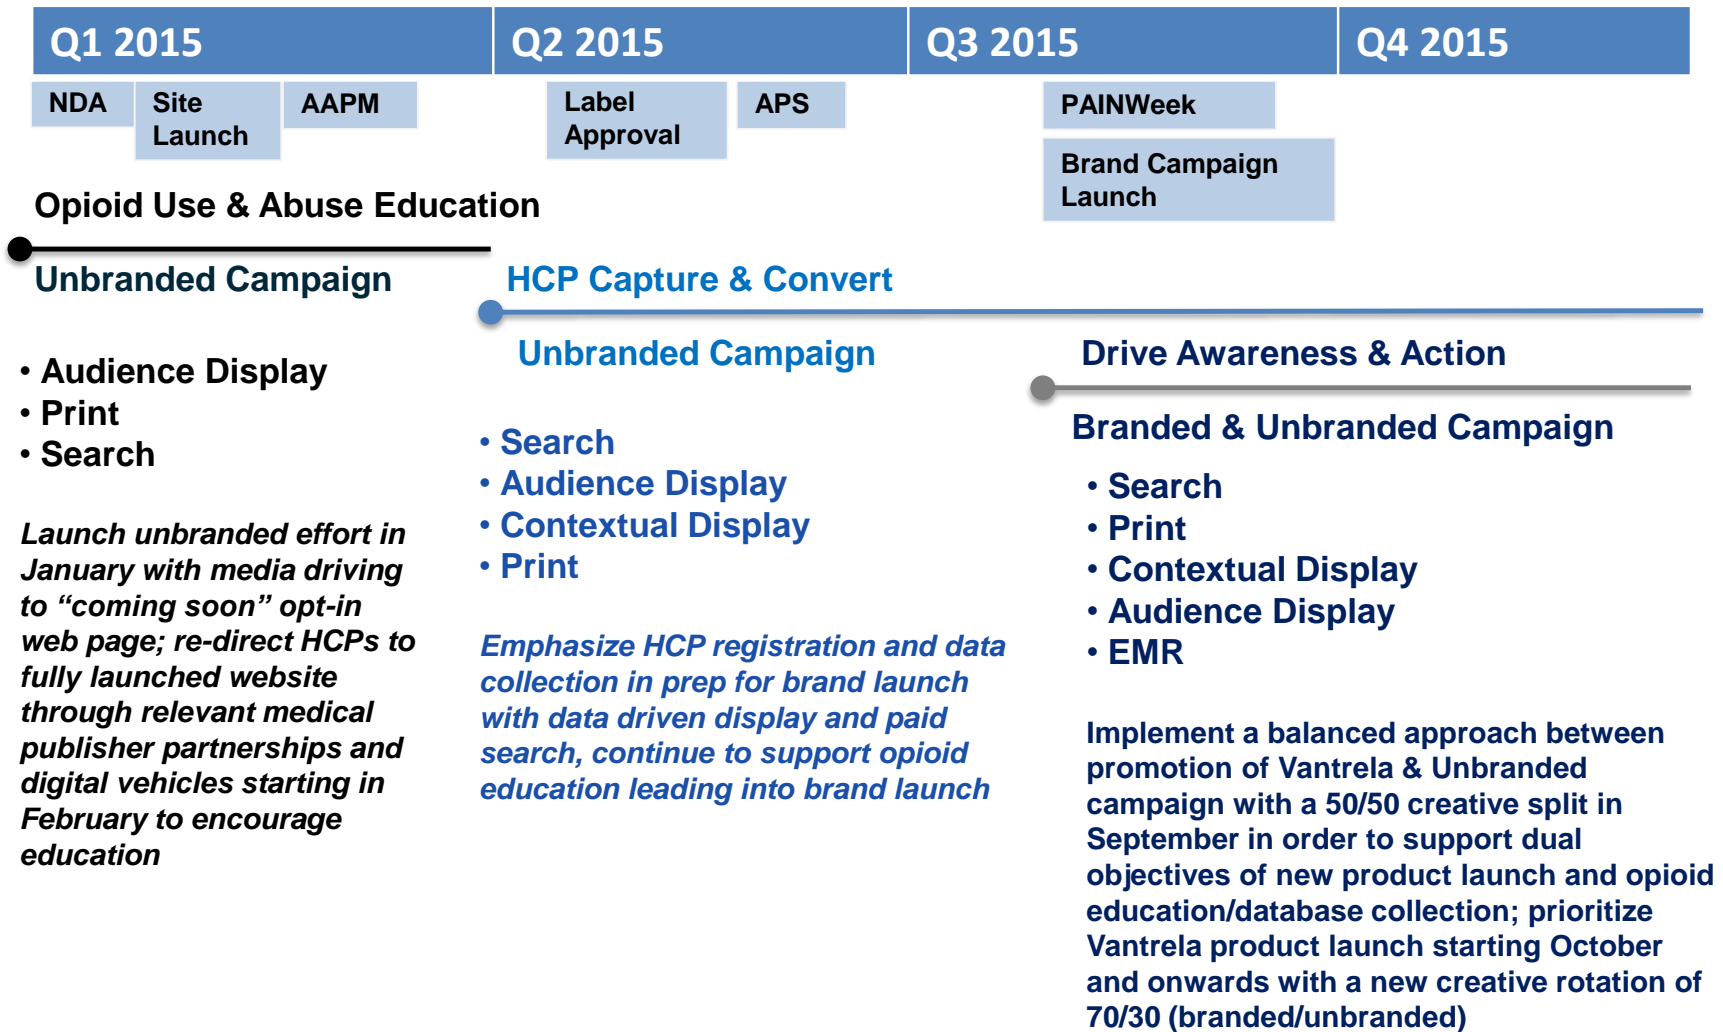 Q1 2015
Q2 2015
Q3 2015
Q4 2015
NDA
Site
Launch
AAPM
Label
Approval
APS
PAINWeek
Brand Campaign
Launch
Opioid Use & Abuse Education
Unbranded Campaign
• Audience Display
• Print
• Search
Launch unbranded effort in
January with media driving
to “coming soon” opt-in
web page; re-direct HCPs to
fully launched website
through relevant medical
publisher partnerships and
digital vehicles starting in
February to encourage
education
HCP Capture & Convert
Unbranded Campaign
• Search
• Audience Display
• Contextual Display
• Print
Emphasize HCP registration and data
collection in prep for brand launch
with data driven display and paid
search, continue to support opioid
education leading into brand launch
Drive Awareness & Action
Branded & Unbranded Campaign
• Search
• Print
• Contextual Display
• Audience Display
• EMR
Implement a balanced approach between
promotion of Vantrela & Unbranded
campaign with a 50/50 creative split in
September in order to support dual
objectives of new product launch and opioid
education/database collection; prioritize
Vantrela product launch starting October
and onwards with a new creative rotation of
70/30 (branded/unbranded)